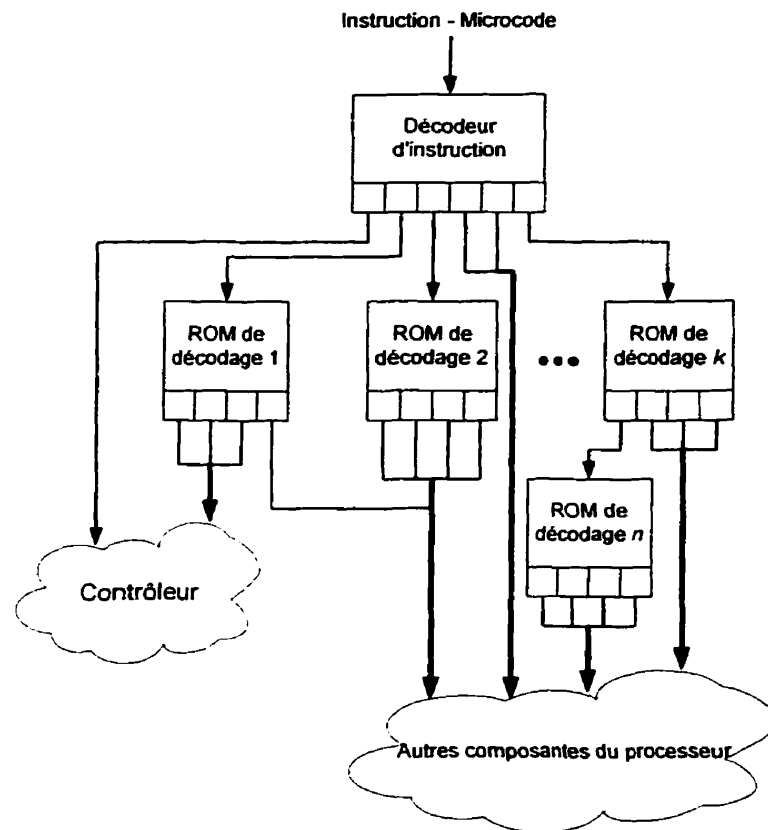 Instruction - Microcode
Décodeur
d'instruction
ROM de
décodage 1
ROM de
décodage 2
ROM de
décodage k
ROM de
décodage n
Contrôleur
Autres composantes du processeur